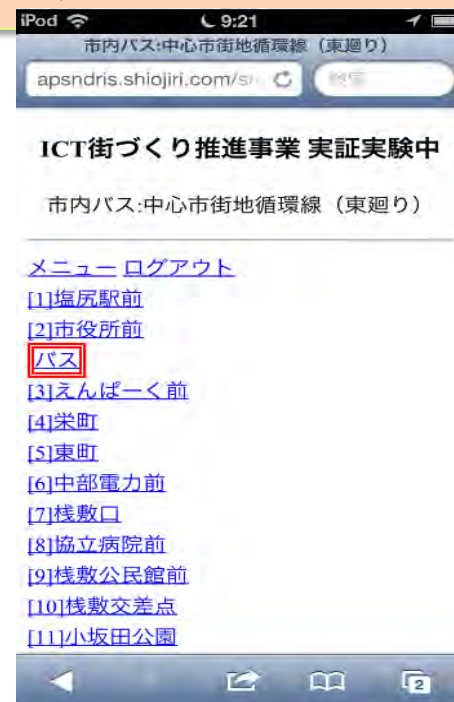 iPod 9:21
市内バス:中心市街地循環線（東廻り）
apsndris.shiojiri.com/s 検索
ICT街づくり推進事業 実証実験中
市内バス:中心市街地循環線（東廻り）
メニュー ログアウト
[1]塩尻駅前
[2]市役所前
バス
[3]えんぱーく前
[4]栄町
[5]東町
[6]中部電力前
[7]桟敷口
[8]協立病院前
[9]桟敷公民館前
[10]桟敷交差点
[11]小坂田公園
2